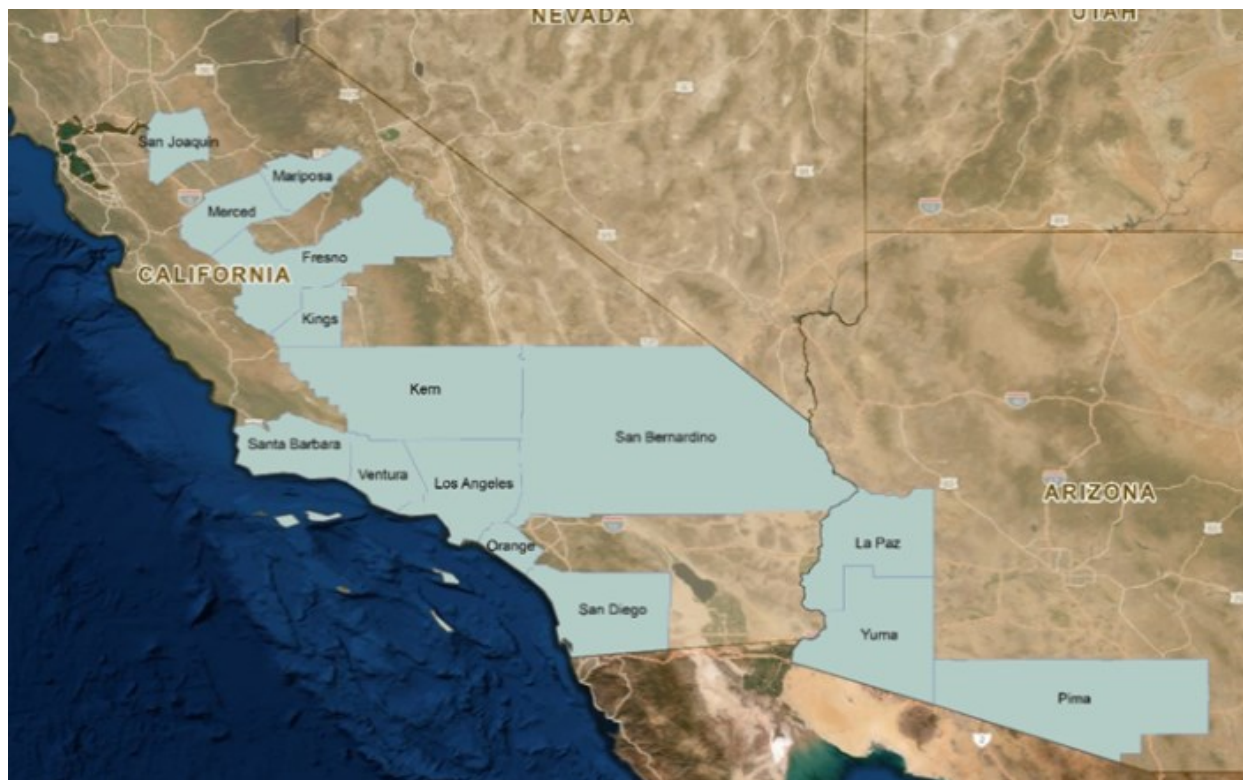 NEVADA
UTAH
San Joaquin
Mariposa
Merced
Fresno
CALIFORNIA
Kings
Kern
San Bernardino
Santa Barbara
Ventura
Los Angeles
ARIZONA
Orange
La Paz
San Diego
Yuma
Pima
2